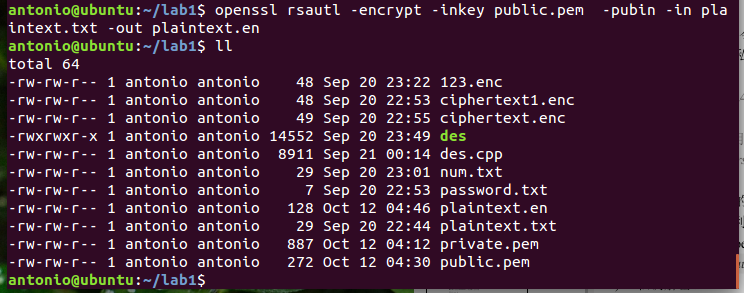 antonio@ubuntu:~/lab1$ openssl rsautl -encrypt -inkey public.pem  -pubin -in pla
intext.txt -out plaintext.en
antonio@ubuntu:~/lab1$ ll
total 64
-rw-rw-r-- 1 antonio antonio    48 Sep 20 23:22 123.enc
-rw-rw-r-- 1 antonio antonio    48 Sep 20 22:53 ciphertext1.enc
-rw-rw-r-- 1 antonio antonio    49 Sep 20 22:55 ciphertext.enc
-rwxrwxr-x 1 antonio antonio 14552 Sep 20 23:49 des
-rw-rw-r-- 1 antonio antonio  8911 Sep 21 00:14 des.cpp
-rw-rw-r-- 1 antonio antonio    29 Sep 20 23:01 num.txt
-rw-rw-r-- 1 antonio antonio     7 Sep 20 22:53 password.txt
-rw-rw-r-- 1 antonio antonio   128 Oct 12 04:46 plaintext.en
-rw-rw-r-- 1 antonio antonio    29 Sep 20 22:44 plaintext.txt
-rw-rw-r-- 1 antonio antonio   887 Oct 12 04:12 private.pem
-rw-rw-r-- 1 antonio antonio   272 Oct 12 04:30 public.pem
antonio@ubuntu:~/lab1$